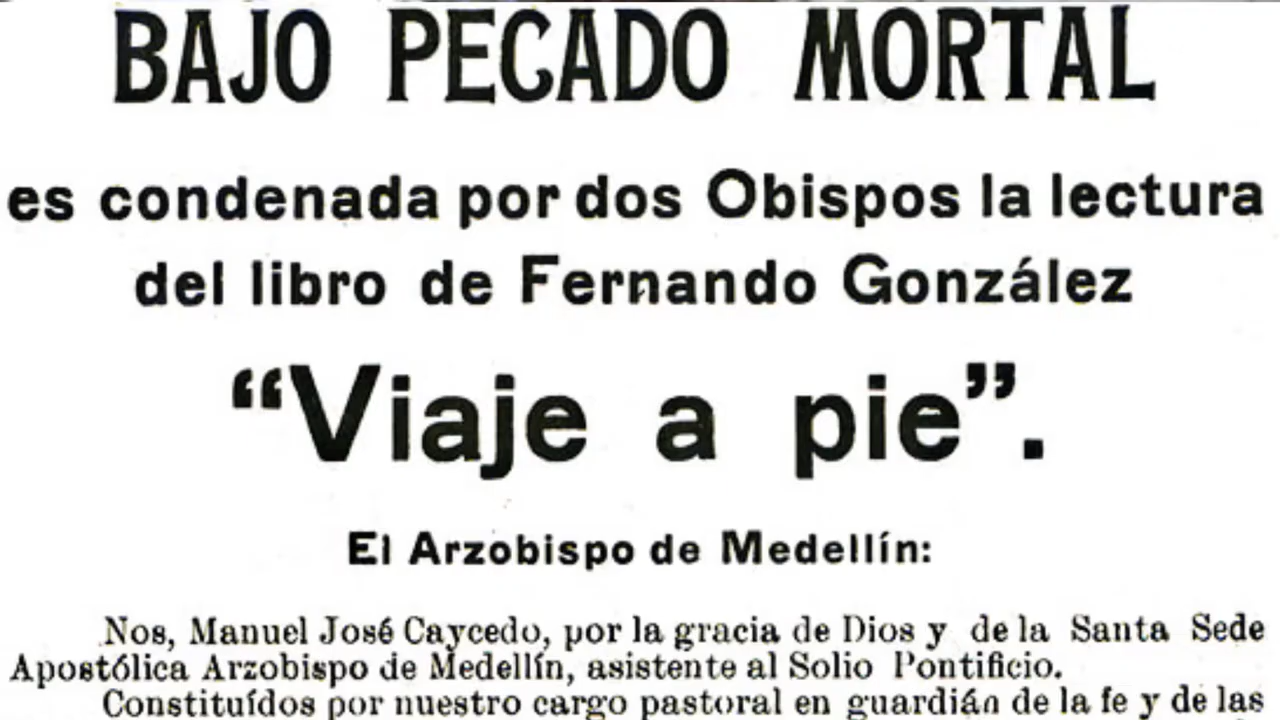 BAJO PECADO MORTAL
es condenada por dos Obispos la lectura
del libro de Fernando González
“Viaje a pie”.
El Arzobispo de Medellín:
Nos, Manuel José Caycedo, por la gracia de Dios y de la Santa Sede
Apostólica Arzobispo de Medellín, asistente al Solio Pontificio.
Constituídos por nuestro cargo pastoral en guardián de la fe y de las